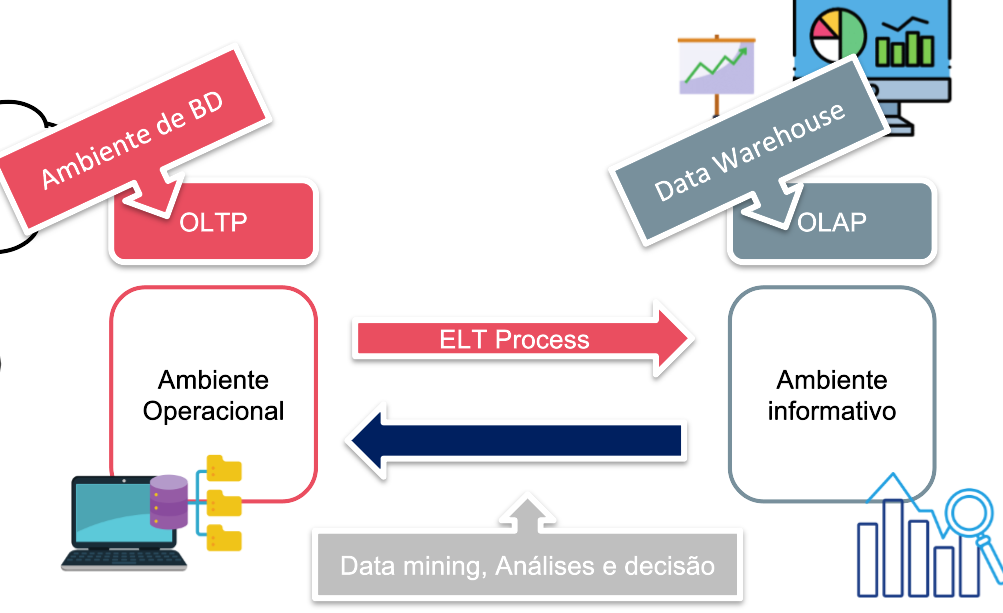 Ambiente de BD
Data Warehouse
OLTP
OLAP
ELT Process
Ambiente
Operacional
Ambiente
informativo
Data mining, Análises e decisão